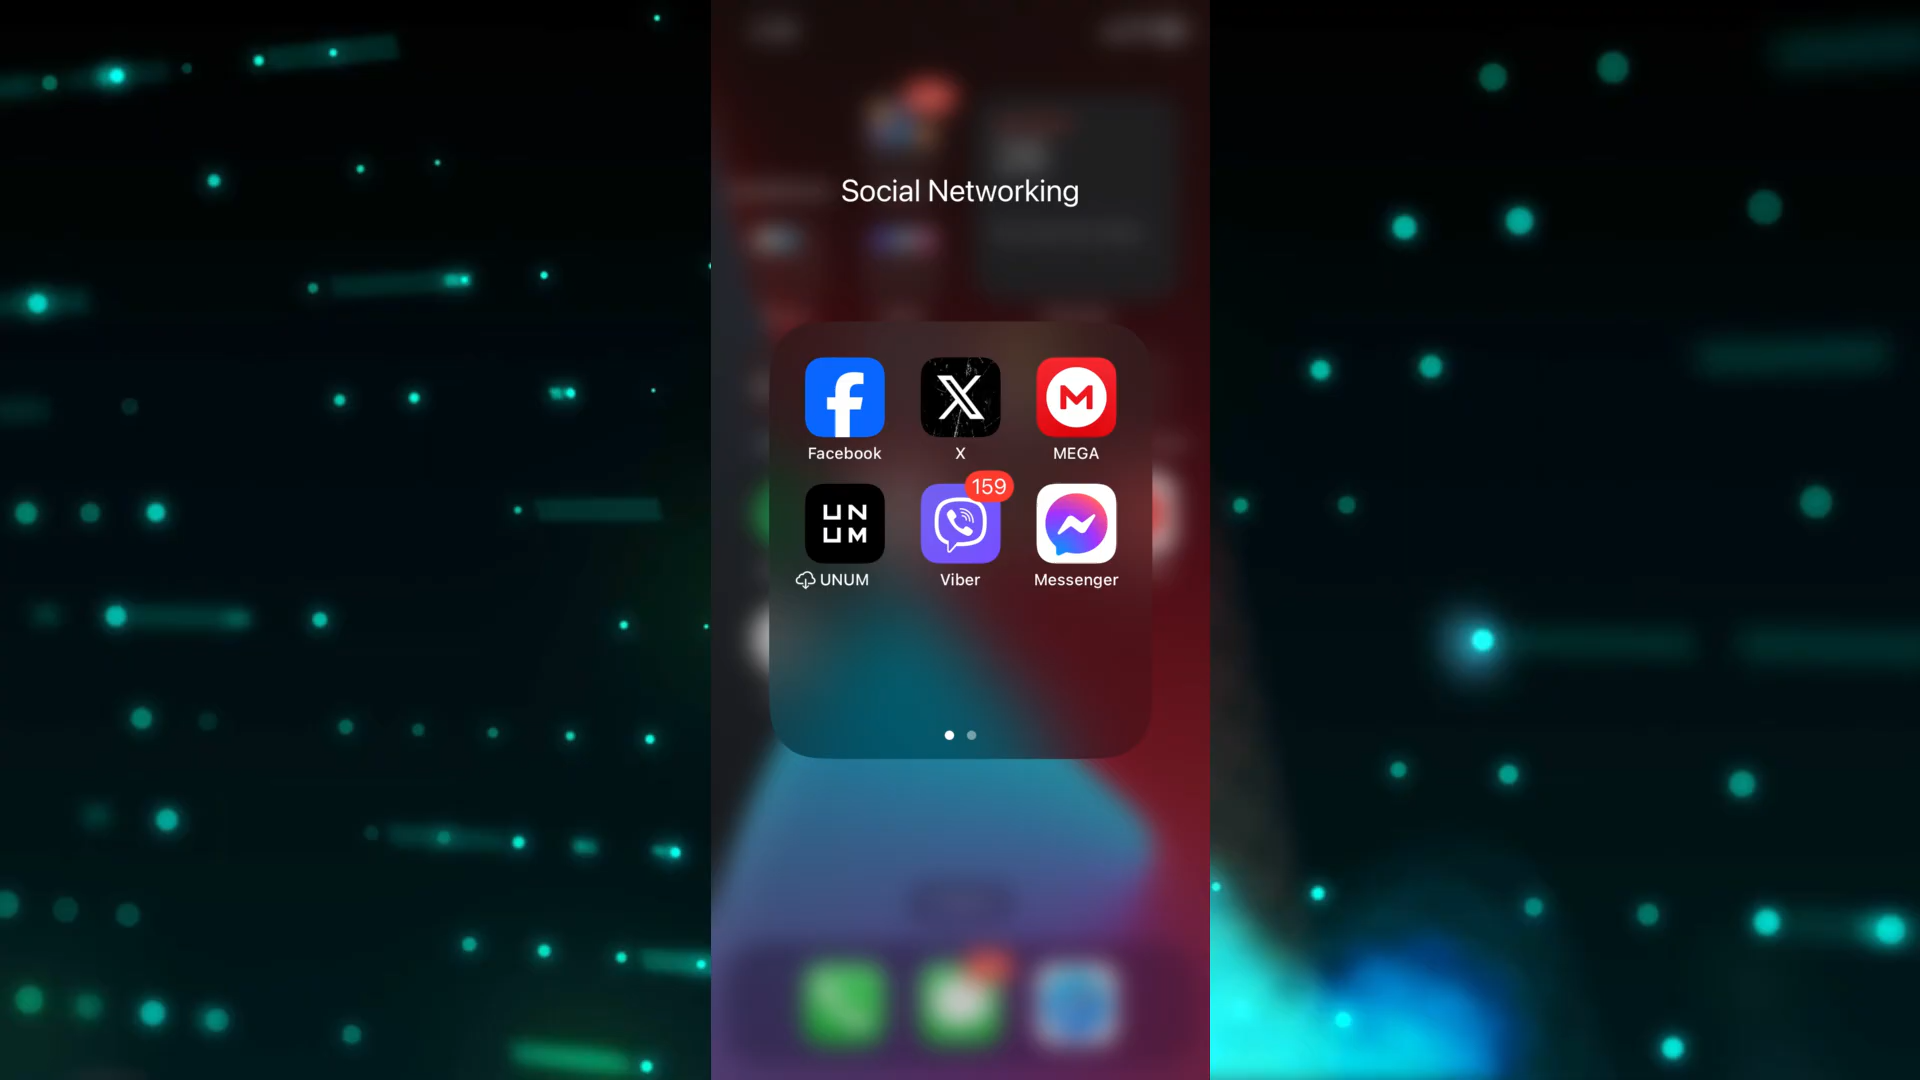 Social Networking
Facebook
X
MEGA
UN
UM
159
UNUM
Viber
Messenger